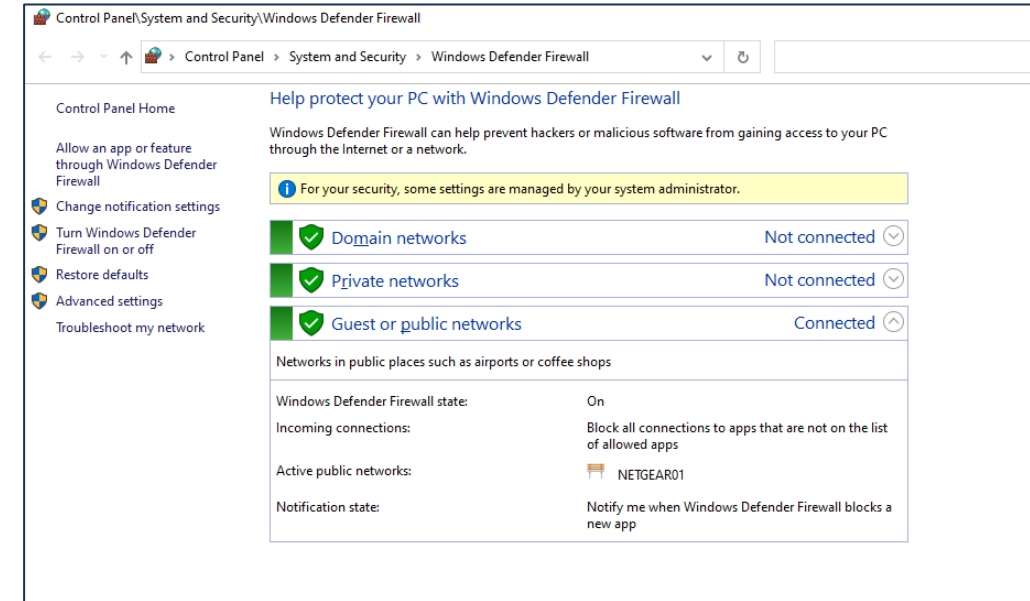 Control Panel\System and Security\Windows Defender Firewall
Control Panel > System and Security > Windows Defender Firewall
Control Panel Home
Allow an app or feature
through Windows Defender
Firewall
Change notification settings
Turn Windows Defender
Firewall on or off
Restore defaults
Advanced settings
Troubleshoot my network
Help protect your PC with Windows Defender Firewall
Windows Defender Firewall can help prevent hackers or malicious software from gaining access to your PC
through the Internet or a network.
For your security, some settings are managed by your system administrator.
Domain networks Not connected
Private networks Not connected
Guest or public networks Connected
Networks in public places such as airports or coffee shops
Windows Defender Firewall state: On
Incoming connections: Block all connections to apps that are not on the list
of allowed apps
Active public networks: NETGEAR01
Notification state: Notify me when Windows Defender Firewall blocks a
new app